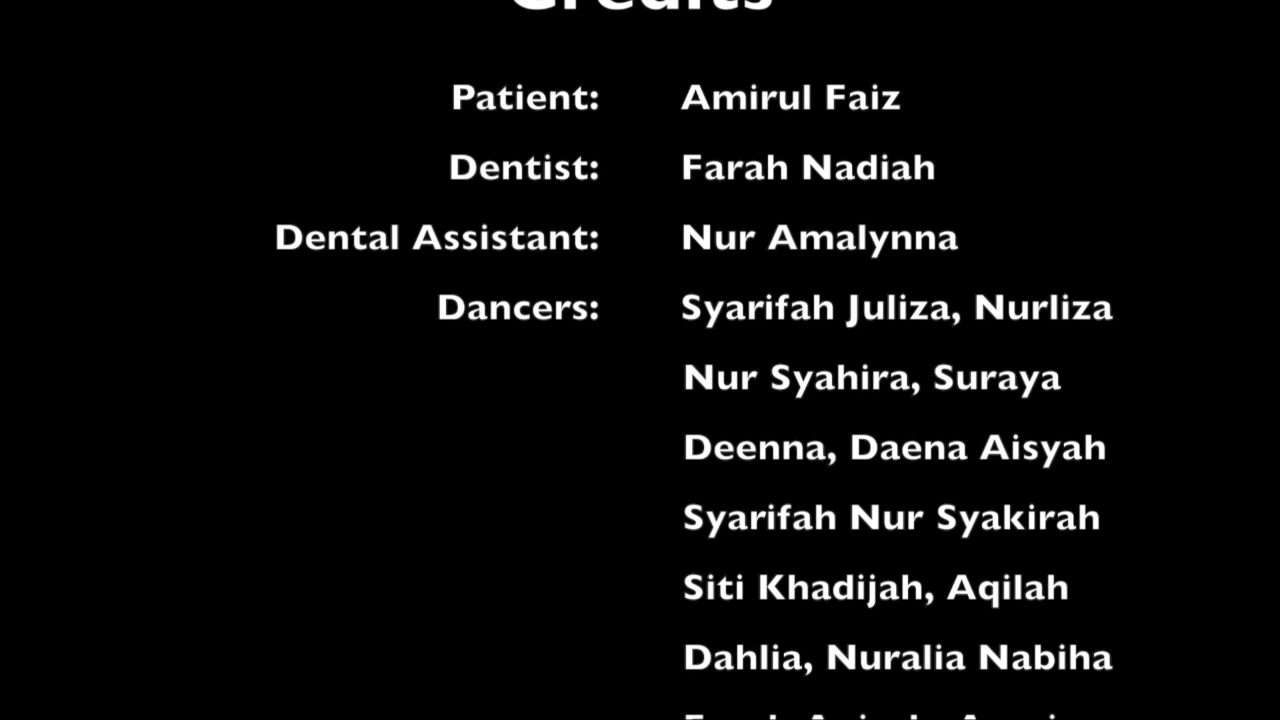 Credits
Patient: Amirul Faiz
Dentist: Farah Nadiah
Dental Assistant: Nur Amalynna
Dancers: Syarifah Juliza, Nurliza
Nur Syahira, Suraya
Deenna, Daena Aisyah
Syarifah Nur Syakirah
Siti Khadijah, Aqilah
Dahlia, Nuralia Nabiha